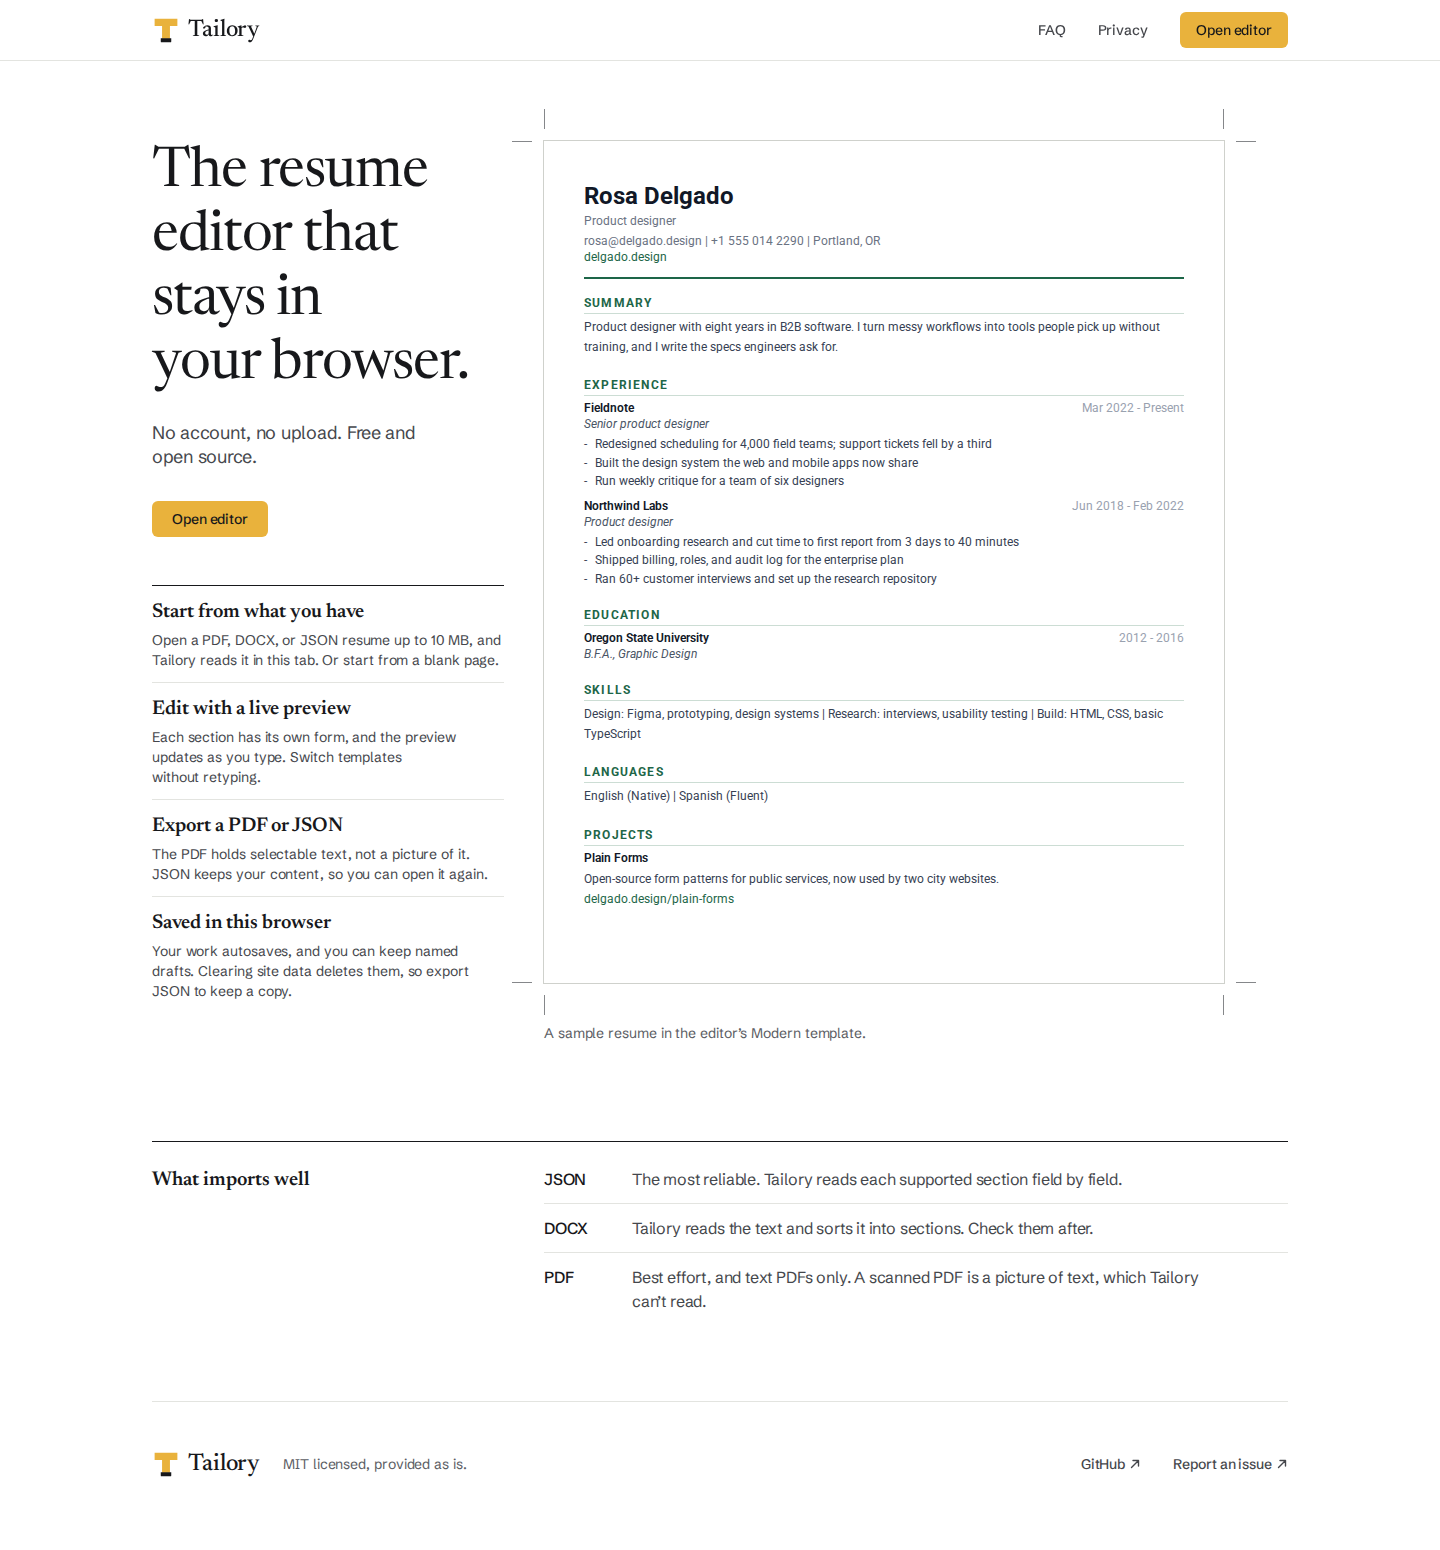 Tailory
FAQ
Privacy
Open editor
The resume
editor that
stays in
your browser.
No account, no upload. Free and
open source.
Open editor
Start from what you have
Open a PDF, DOCX, or JSON resume up to 10 MB, and
Tailory reads it in this tab. Or start from a blank page.
Edit with a live preview
Each section has its own form, and the preview
updates as you type. Switch templates
without retyping.
Export a PDF or JSON
The PDF holds selectable text, not a picture of it.
JSON keeps your content, so you can open it again.
Saved in this browser
Your work autosaves, and you can keep named
drafts. Clearing site data deletes them, so export
JSON to keep a copy.
Rosa Delgado
Product designer
rosa@delgado.design | +1 555 014 2290 | Portland, OR
delgado.design
SUMMARY
Product designer with eight years in B2B software. I turn messy workflows into tools people pick up without
training, and I write the specs engineers ask for.
EXPERIENCE
Fieldnote Mar 2022 - Present
Senior product designer
- Redesigned scheduling for 4,000 field teams; support tickets fell by a third
- Built the design system the web and mobile apps now share
- Run weekly critique for a team of six designers
Northwind Labs Jun 2018 - Feb 2022
Product designer
- Led onboarding research and cut time to first report from 3 days to 40 minutes
- Shipped billing, roles, and audit log for the enterprise plan
- Ran 60+ customer interviews and set up the research repository
EDUCATION
Oregon State University 2012 - 2016
B.F.A., Graphic Design
SKILLS
Design: Figma, prototyping, design systems | Research: interviews, usability testing | Build: HTML, CSS, basic
TypeScript
LANGUAGES
English (Native) | Spanish (Fluent)
PROJECTS
Plain Forms
Open-source form patterns for public services, now used by two city websites.
delgado.design/plain-forms
A sample resume in the editor’s Modern template.
What imports well
JSON The most reliable. Tailory reads each supported section field by field.
DOCX Tailory reads the text and sorts it into sections. Check them after.
PDF Best effort, and text PDFs only. A scanned PDF is a picture of text, which Tailory
can’t read.
Tailory
MIT licensed, provided as is.
GitHub ↗
Report an issue ↗